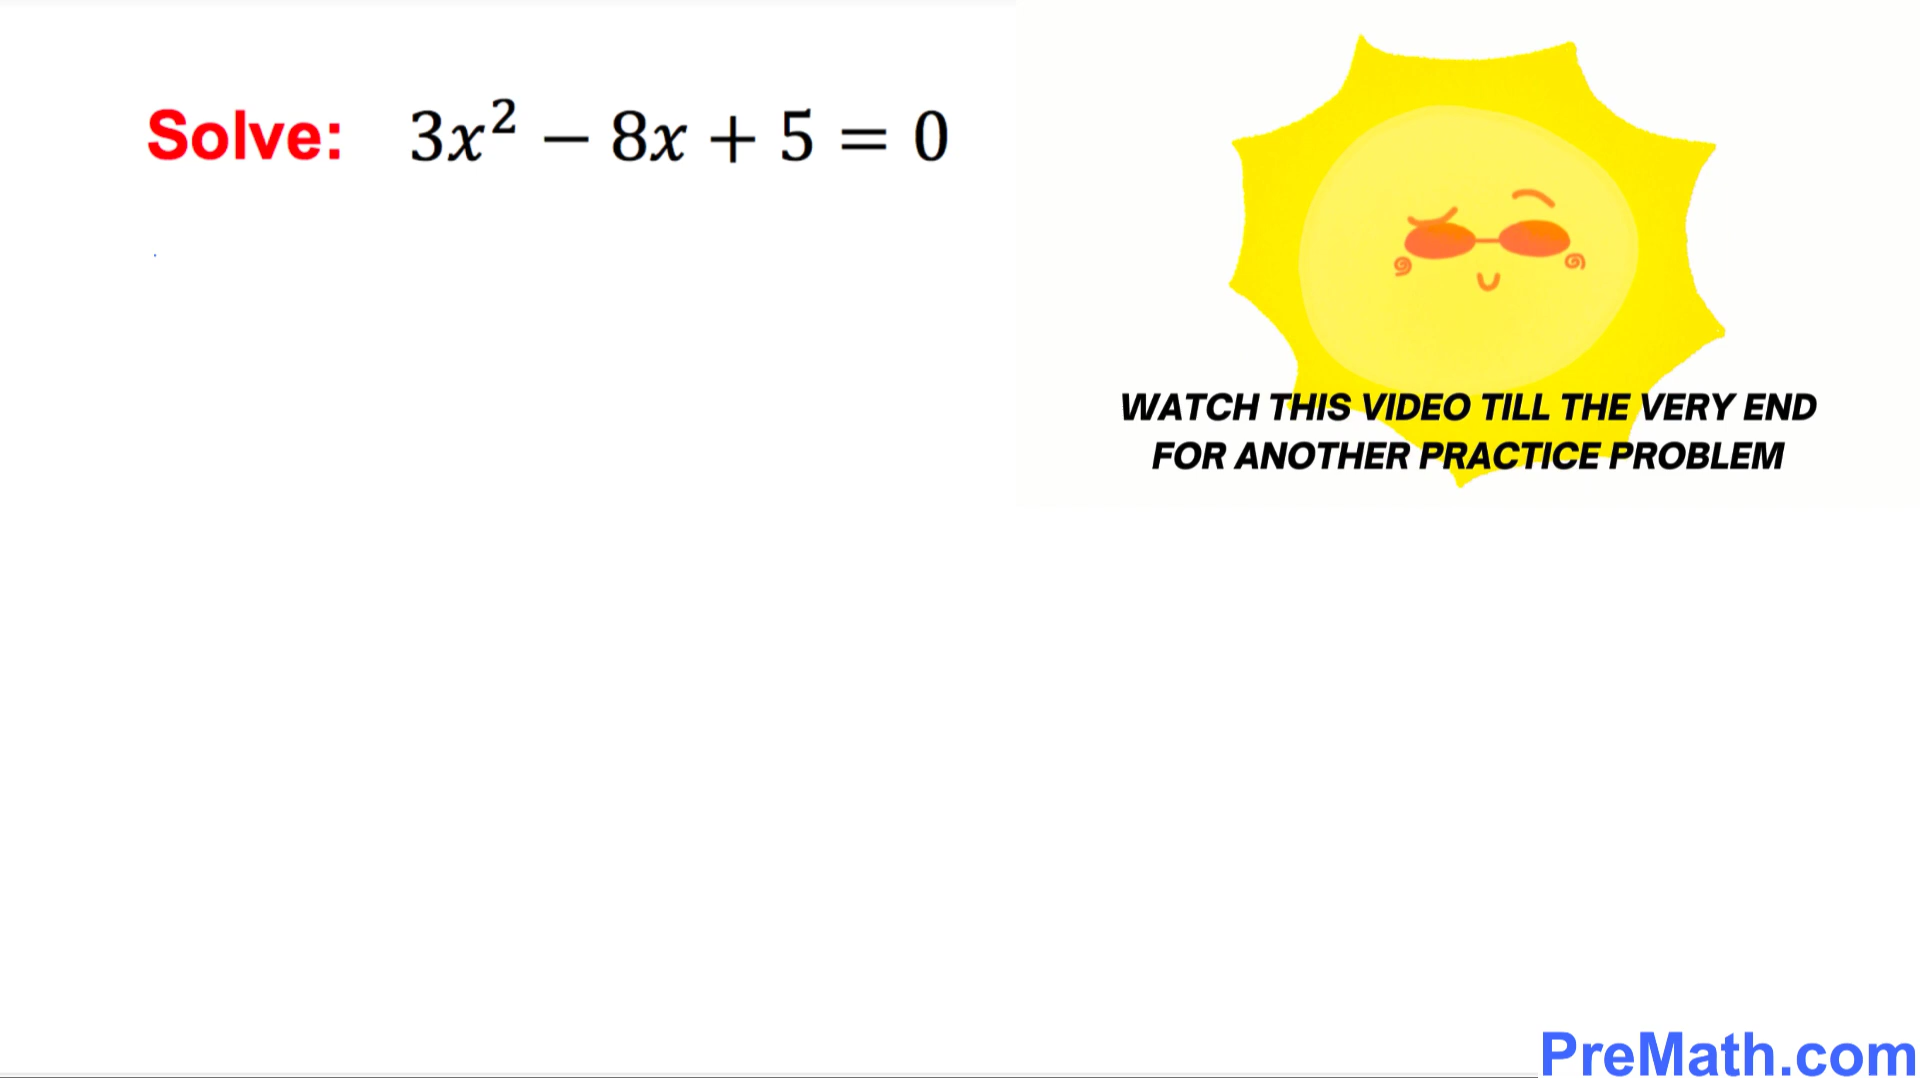 Solve: 3x² − 8x + 5 = 0
WATCH THIS VIDEO TILL THE VERY END
FOR ANOTHER PRACTICE PROBLEM
PreMath.com